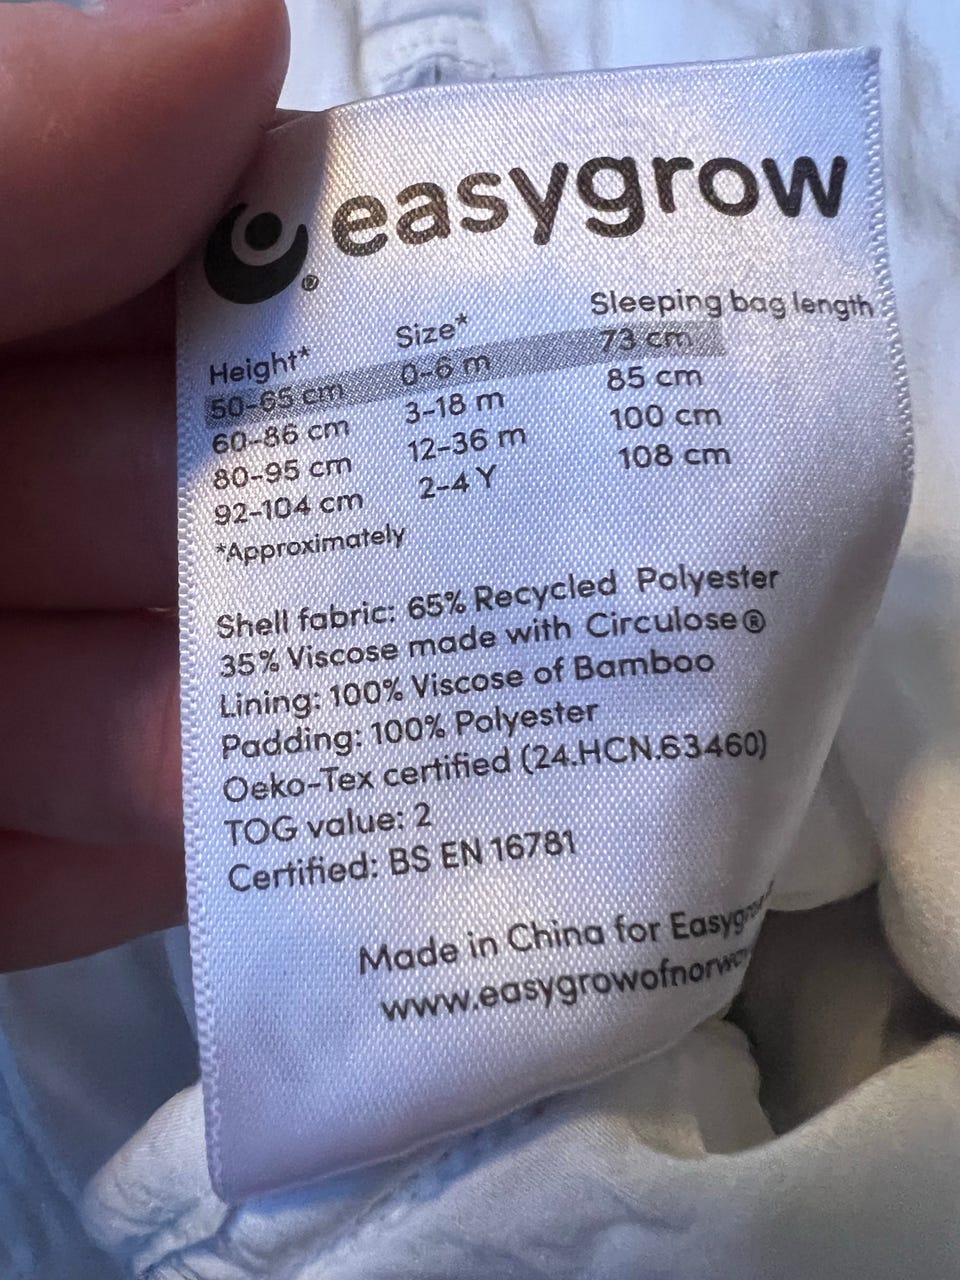 easygrow
®
Height* Size* Sleeping bag length
50-65 cm 0-6 m 73 cm
60-86 cm 3-18 m 85 cm
80-95 cm 12-36 m 100 cm
92-104 cm 2-4 Y 108 cm
*Approximately
Shell fabric: 65% Recycled Polyester
35% Viscose made with Circulose®
Lining: 100% Viscose of Bamboo
Padding: 100% Polyester
Oeko-Tex certified (24.HCN.63460)
TOG value: 2
Certified: BS EN 16781
Made in China for